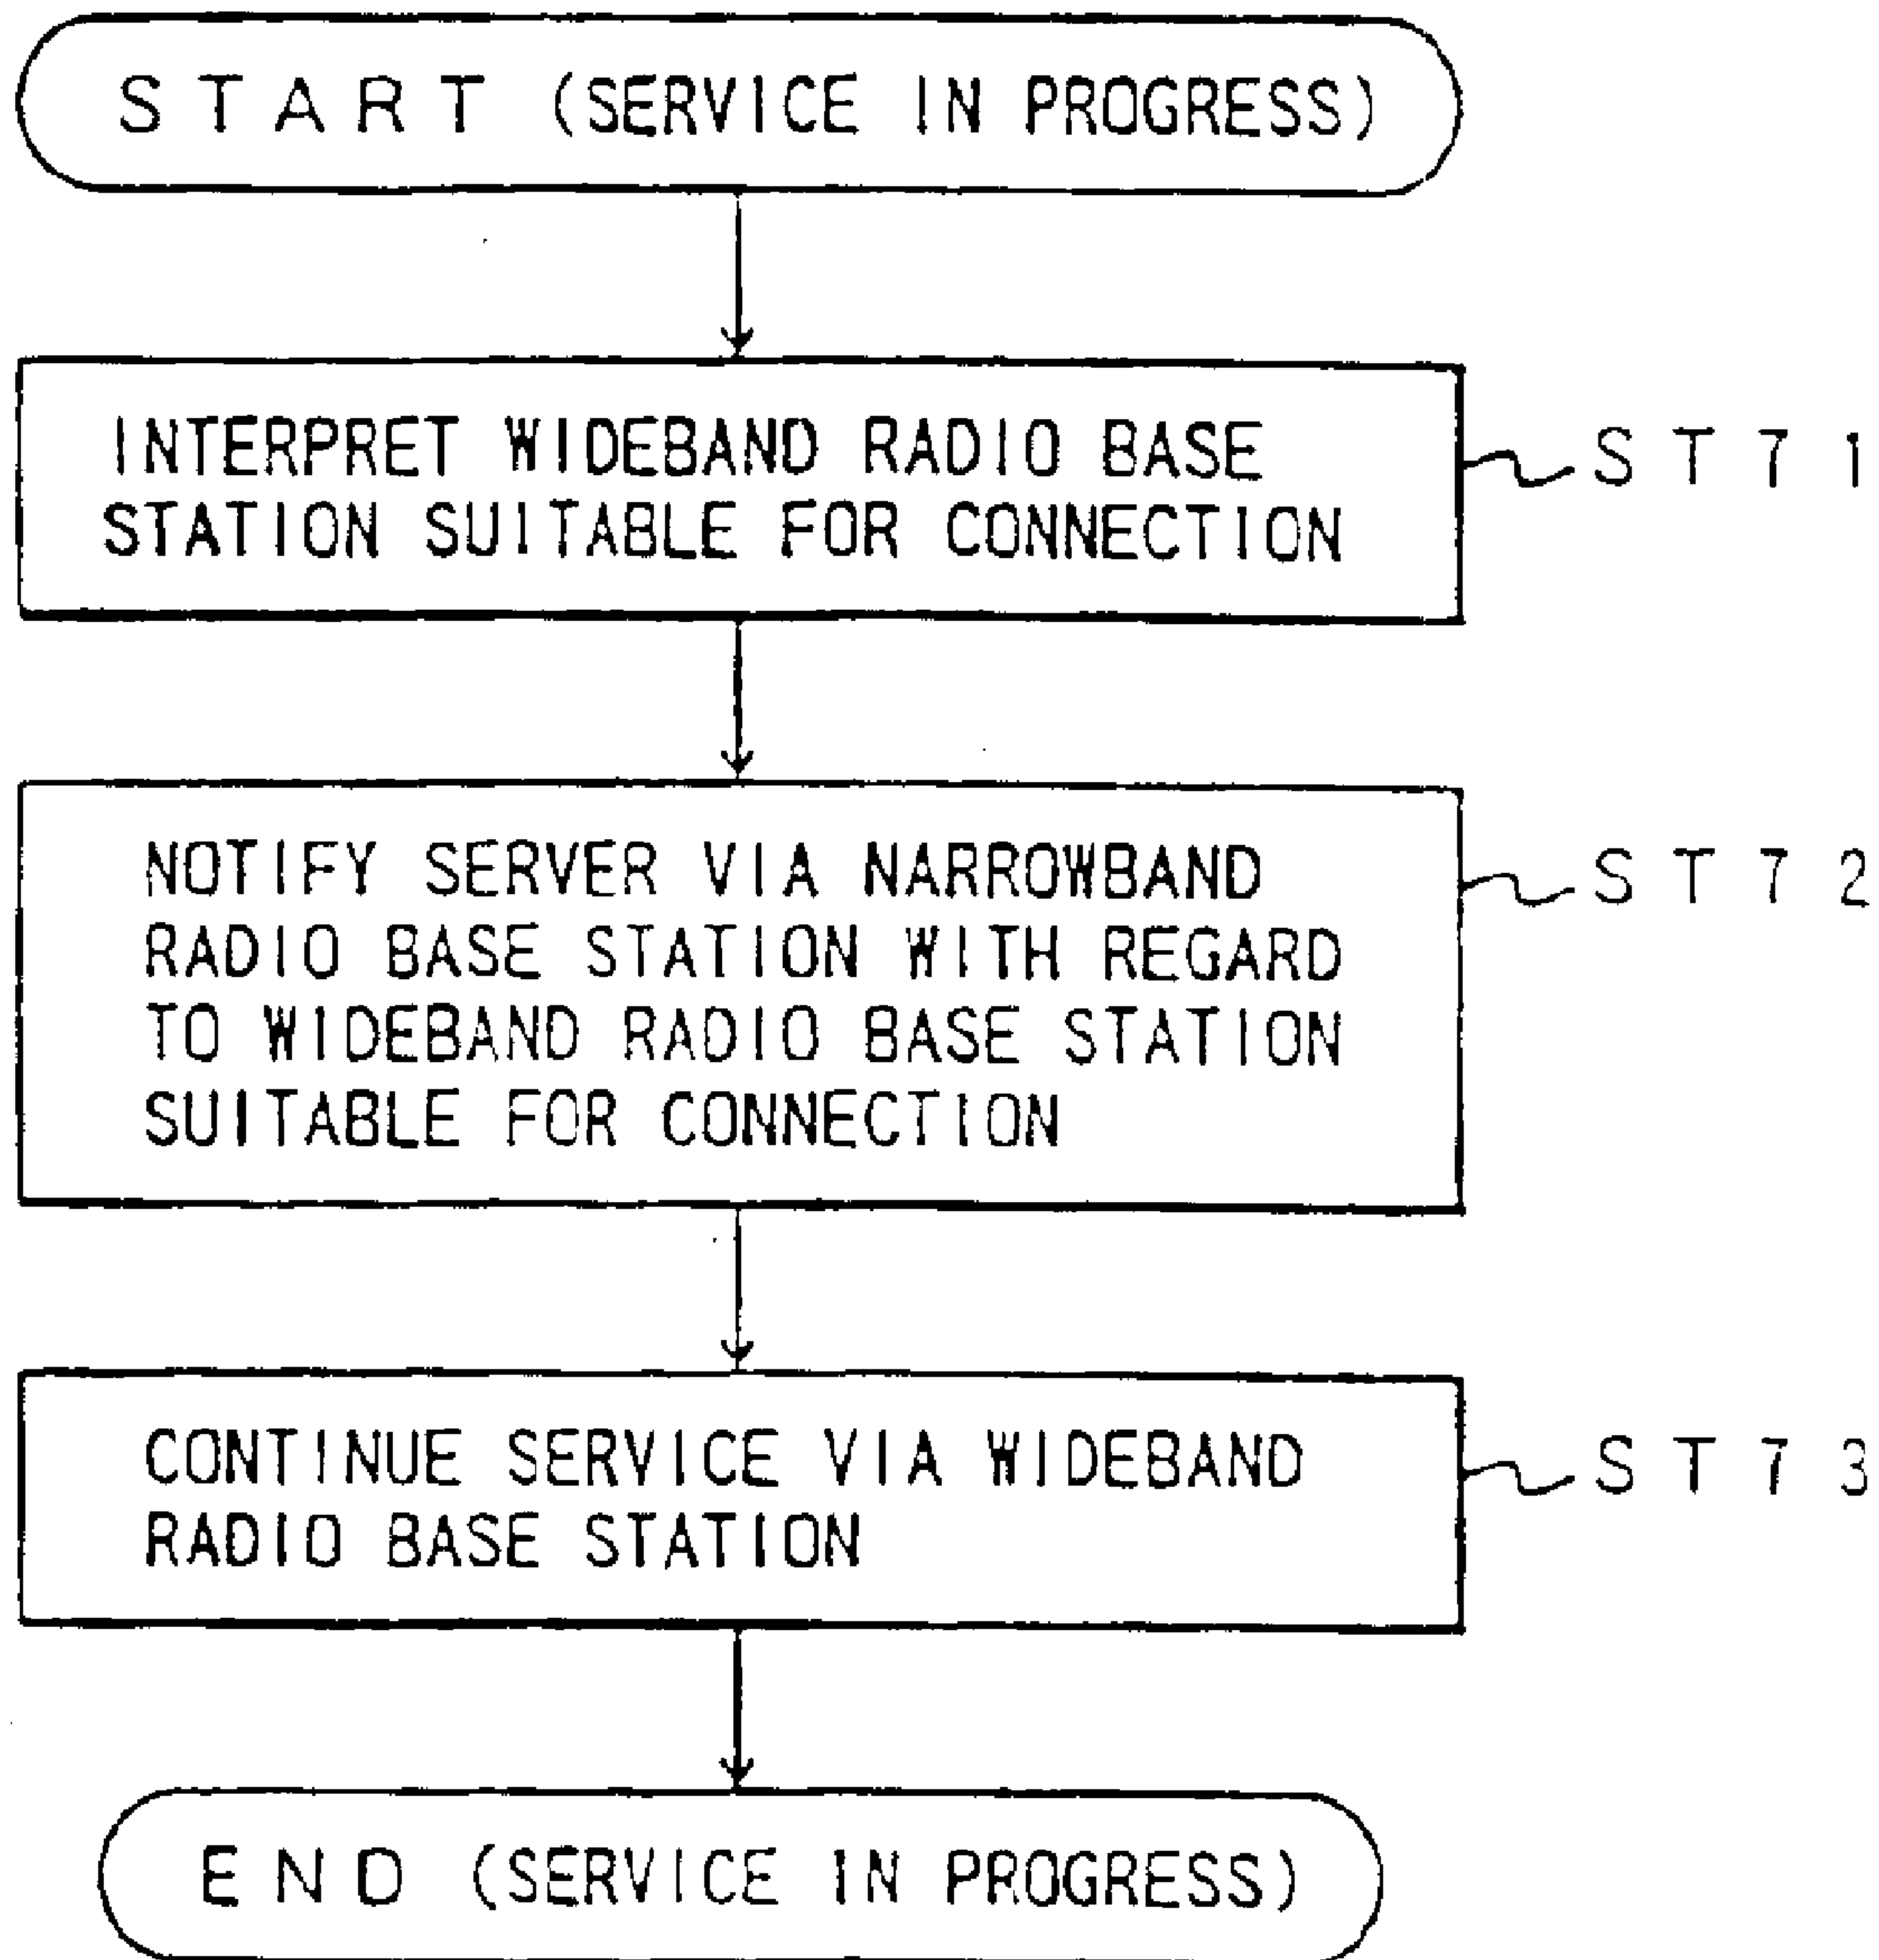 START (SERVICE IN PROGRESS)
INTERPRET WIDEBAND RADIO BASE
STATION SUITABLE FOR CONNECTION
ST71
NOTIFY SERVER VIA NARROWBAND
RADIO BASE STATION WITH REGARD
TO WIDEBAND RADIO BASE STATION
SUITABLE FOR CONNECTION
ST72
CONTINUE SERVICE VIA WIDEBAND
RADIO BASE STATION
ST73
END (SERVICE IN PROGRESS)